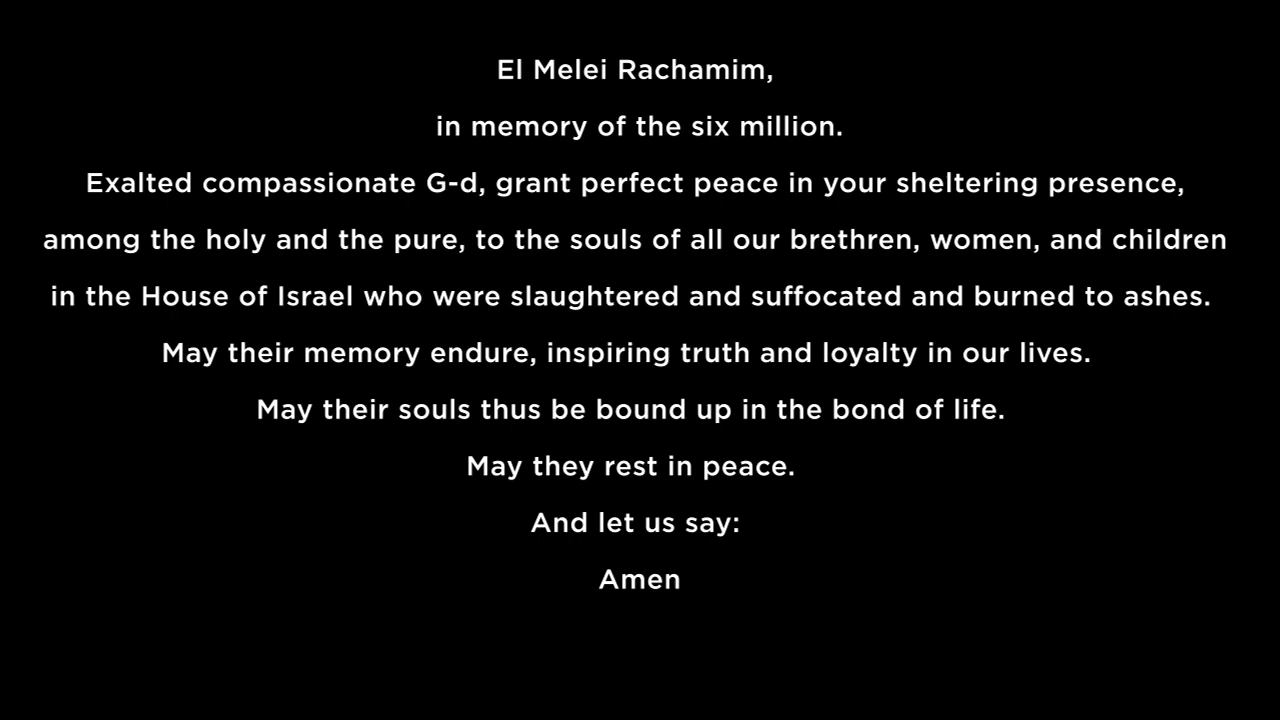 El Melei Rachamim,
in memory of the six million.
Exalted compassionate G-d, grant perfect peace in your sheltering presence,
among the holy and the pure, to the souls of all our brethren, women, and children
in the House of Israel who were slaughtered and suffocated and burned to ashes.
May their memory endure, inspiring truth and loyalty in our lives.
May their souls thus be bound up in the bond of life.
May they rest in peace.
And let us say:
Amen